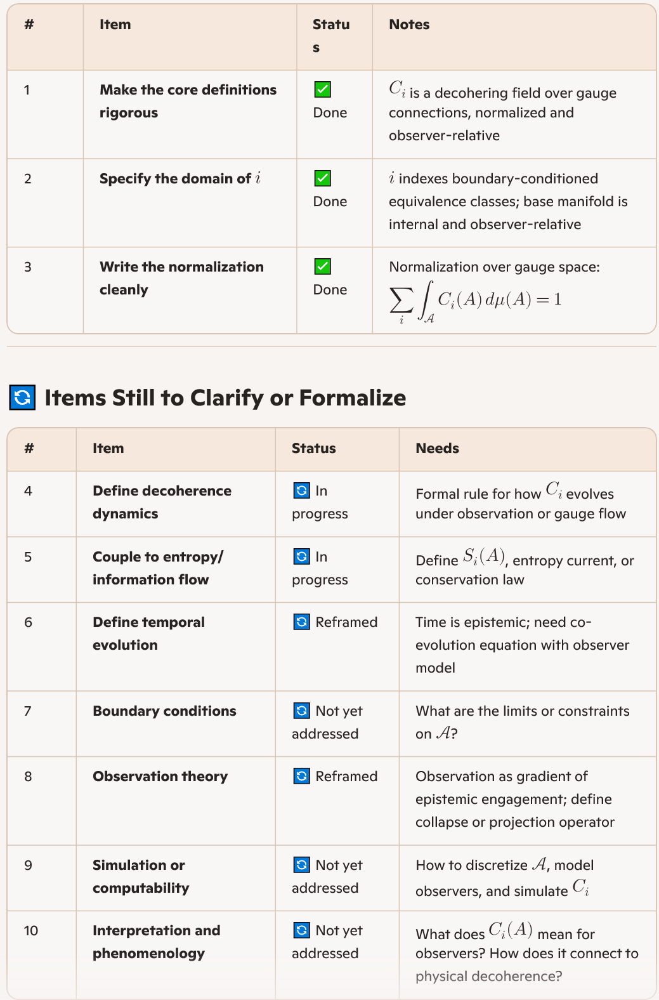 # Item Status Notes
1 Make the core definitions rigorous ✅ Done C_i is a decohering field over gauge connections, normalized and observer-relative
2 Specify the domain of i ✅ Done i indexes boundary-conditioned equivalence classes; base manifold is internal and observer-relative
3 Write the normalization cleanly ✅ Done Normalization over gauge space: ∑_i ∫_𝒜 C_i(A) dμ(A) = 1
🔄 Items Still to Clarify or Formalize
# Item Status Needs
4 Define decoherence dynamics 🔄 In progress Formal rule for how C_i evolves under observation or gauge flow
5 Couple to entropy/information flow 🔄 In progress Define S_i(A), entropy current, or conservation law
6 Define temporal evolution 🔄 Reframed Time is epistemic; need co-evolution equation with observer model
7 Boundary conditions 🔄 Not yet addressed What are the limits or constraints on 𝒜?
8 Observation theory 🔄 Reframed Observation as gradient of epistemic engagement; define collapse or projection operator
9 Simulation or computability 🔄 Not yet addressed How to discretize 𝒜, model observers, and simulate C_i
10 Interpretation and phenomenology 🔄 Not yet addressed What does C_i(A) mean for observers? How does it connect to physical decoherence?